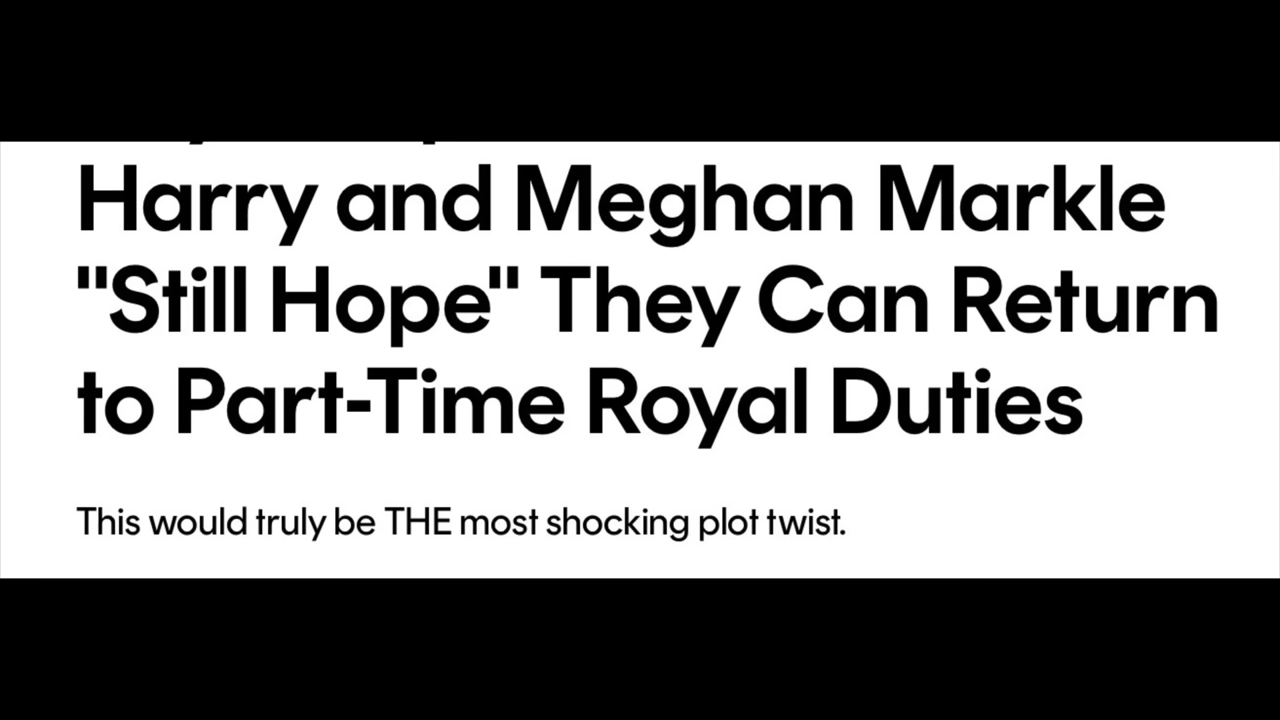 Harry and Meghan Markle
"Still Hope" They Can Return
to Part-Time Royal Duties
This would truly be THE most shocking plot twist.